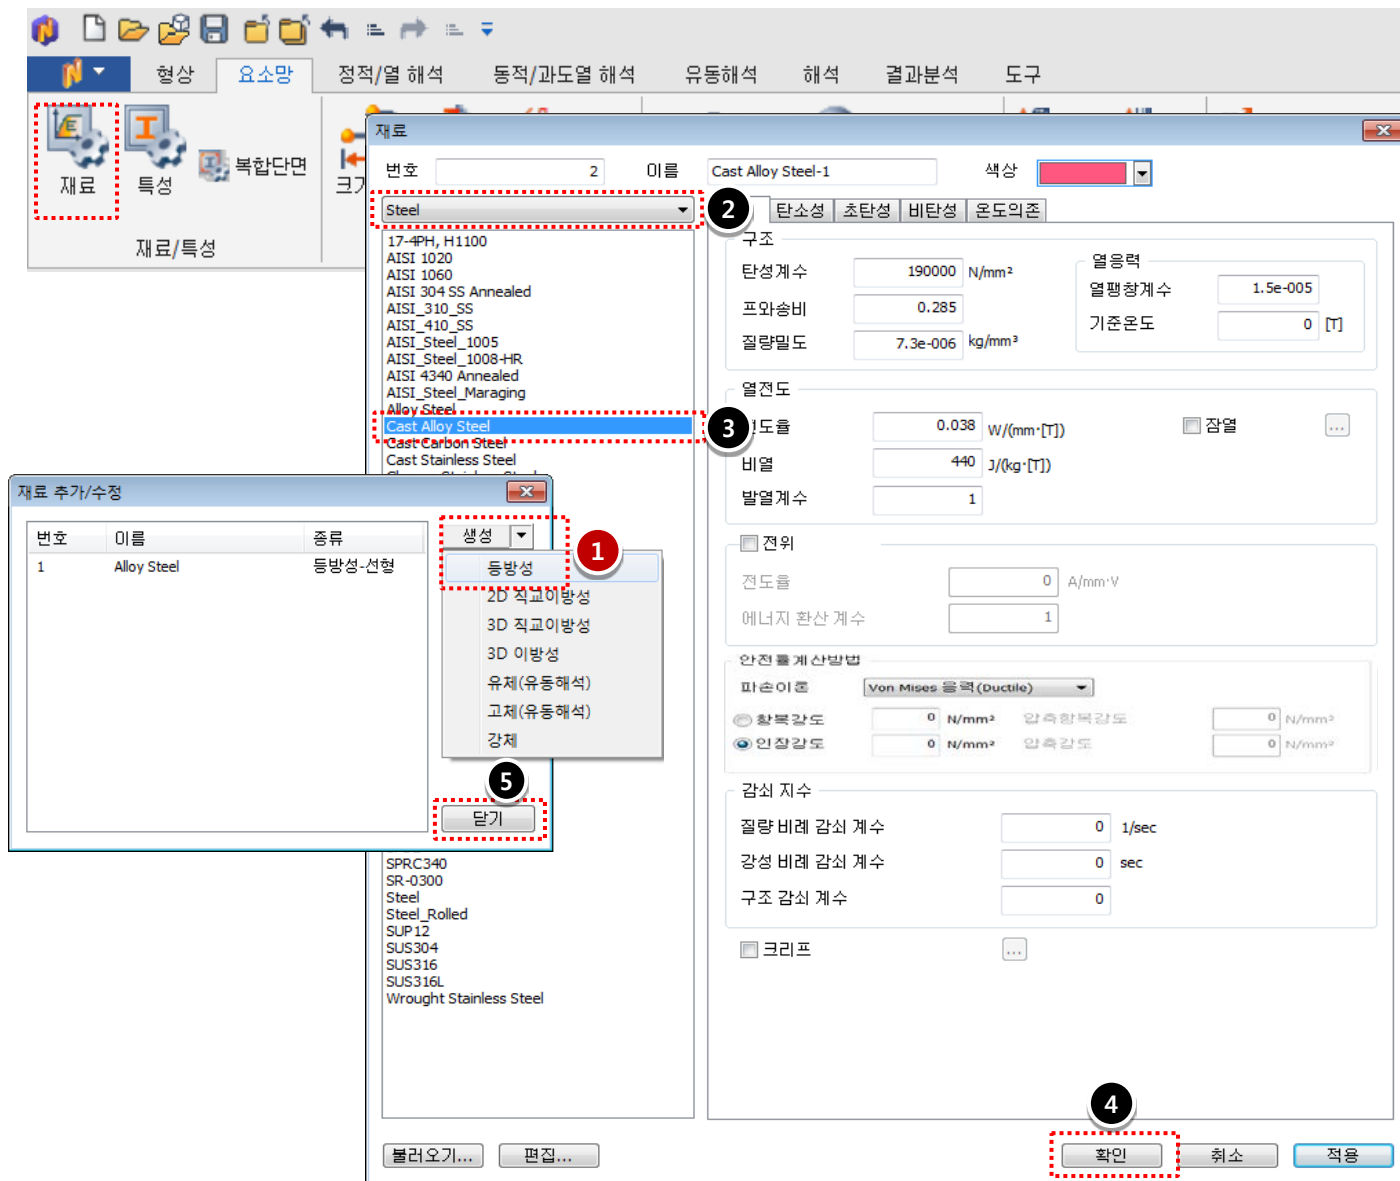 형상 요소망 정적/열 해석 동적/과도열 해석 유동해석 해석 결과분석 도구
재료
특성
복합단면
재료/특성
재료
번호 2 이름 Cast Alloy Steel-1 색상
Steel
2
탄소성 초탄성 비탄성 온도의존
17-4PH, H1100
AISI 1020
AISI 1060
AISI 304 SS Annealed
AISI_310_SS
AISI_410_SS
AISI_Steel_1005
AISI_Steel_1008-HR
AISI 4340 Annealed
AISI_Steel_Maraging
Alloy Steel
Cast Alloy Steel
Cast Carbon Steel
Cast Stainless Steel
3
SPRC340
SR-0300
Steel
Steel_Rolled
SUP12
SUS304
SUS316
SUS316L
Wrought Stainless Steel
구조
탄성계수 190000 N/mm²
프와송비 0.285
질량밀도 7.3e-006 kg/mm³
열응력
열팽창계수 1.5e-005
기준온도 0 [T]
열전도
전도율 0.038 W/(mm·[T])
잠열 ...
비열 440 J/(kg·[T])
발열계수 1
전위
전도율 0 A/mm·V
에너지 환산 계수 1
안전률계산방법
파손이론 Von Mises 응력(Ductile)
항복강도 0 N/mm² 압축항복강도 0 N/mm²
인장강도 0 N/mm² 압축강도 0 N/mm²
감쇠 지수
질량 비례 감쇠 계수 0 1/sec
강성 비례 감쇠 계수 0 sec
구조 감쇠 계수 0
크리프 ...
4
불러오기... 편집... 확인 취소 적용
재료 추가/수정
번호 이름 종류
1 Alloy Steel 등방성-선형
생성
1
등방성
2D 직교이방성
3D 직교이방성
3D 이방성
유체(유동해석)
고체(유동해석)
강체
5
닫기